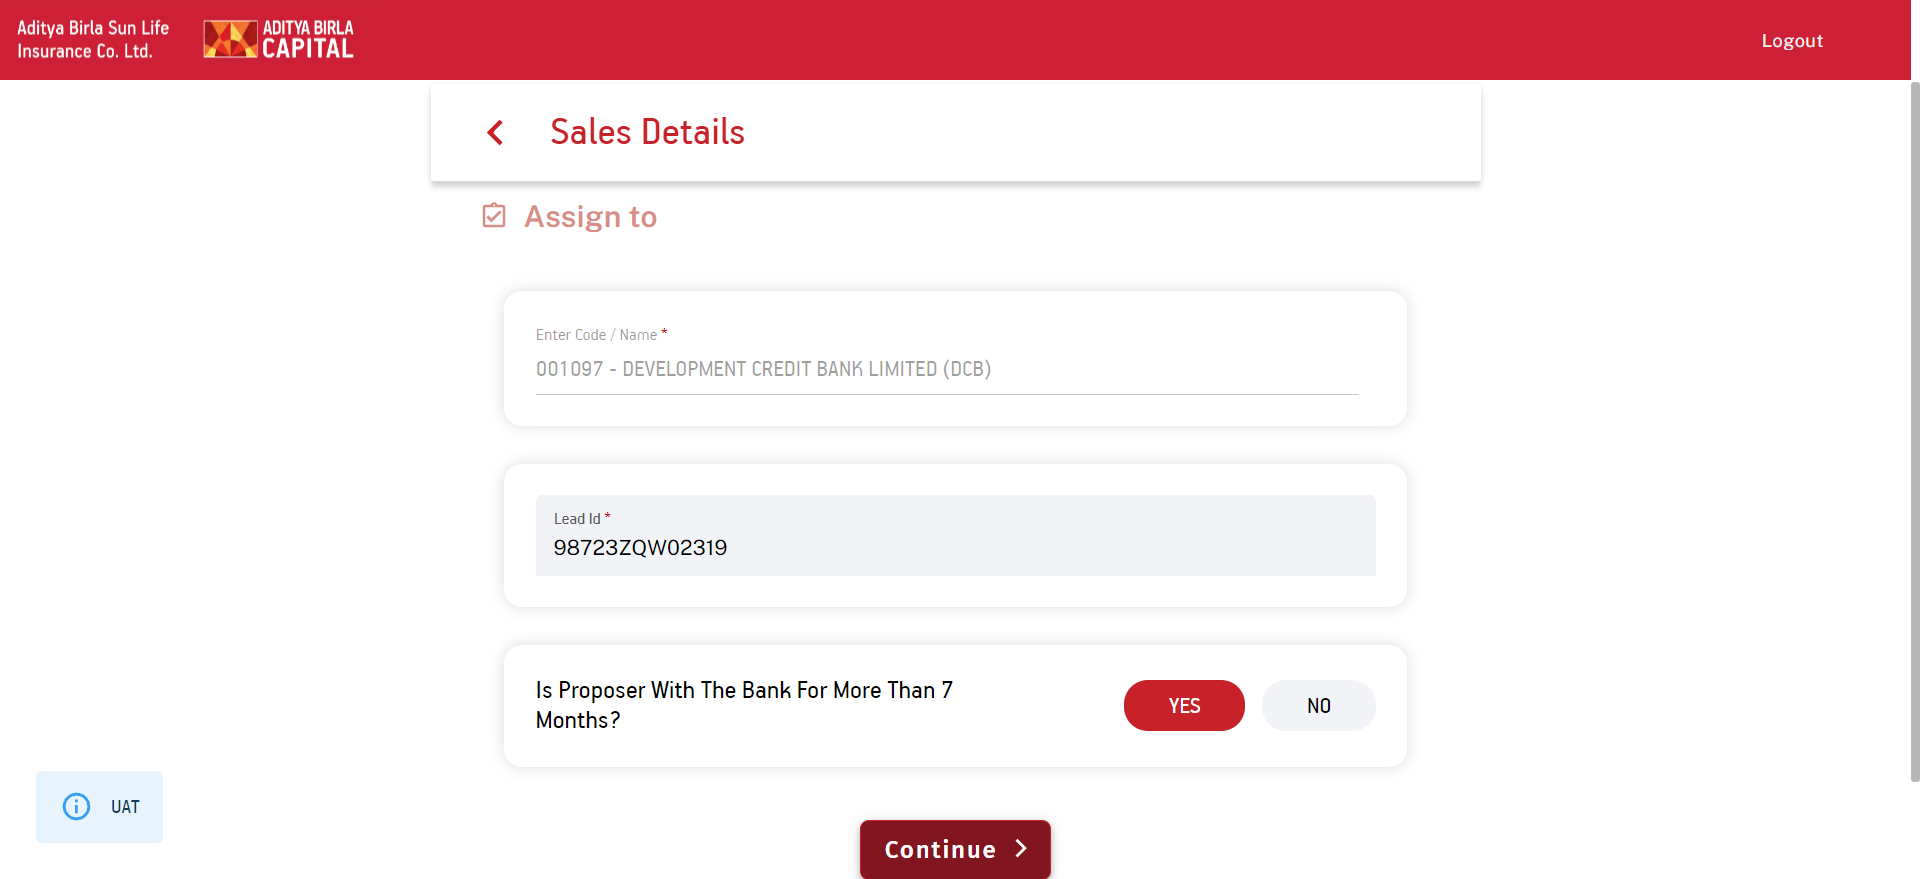 Aditya Birla Sun Life
Insurance Co. Ltd.
ADITYA BIRLA
CAPITAL
Logout
Sales Details
Assign to
Enter Code / Name *
001097 - DEVELOPMENT CREDIT BANK LIMITED (DCB)
Lead Id *
98723ZQW02319
Is Proposer With The Bank For More Than 7
Months?
YES
NO
UAT
Continue